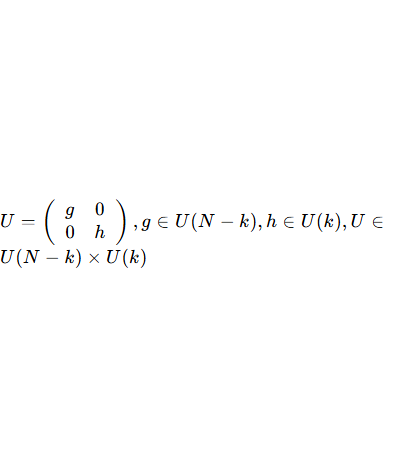 U = ( g 0 0 h ) , g ∈ U(N − k), h ∈ U(k), U ∈
U(N − k) × U(k)